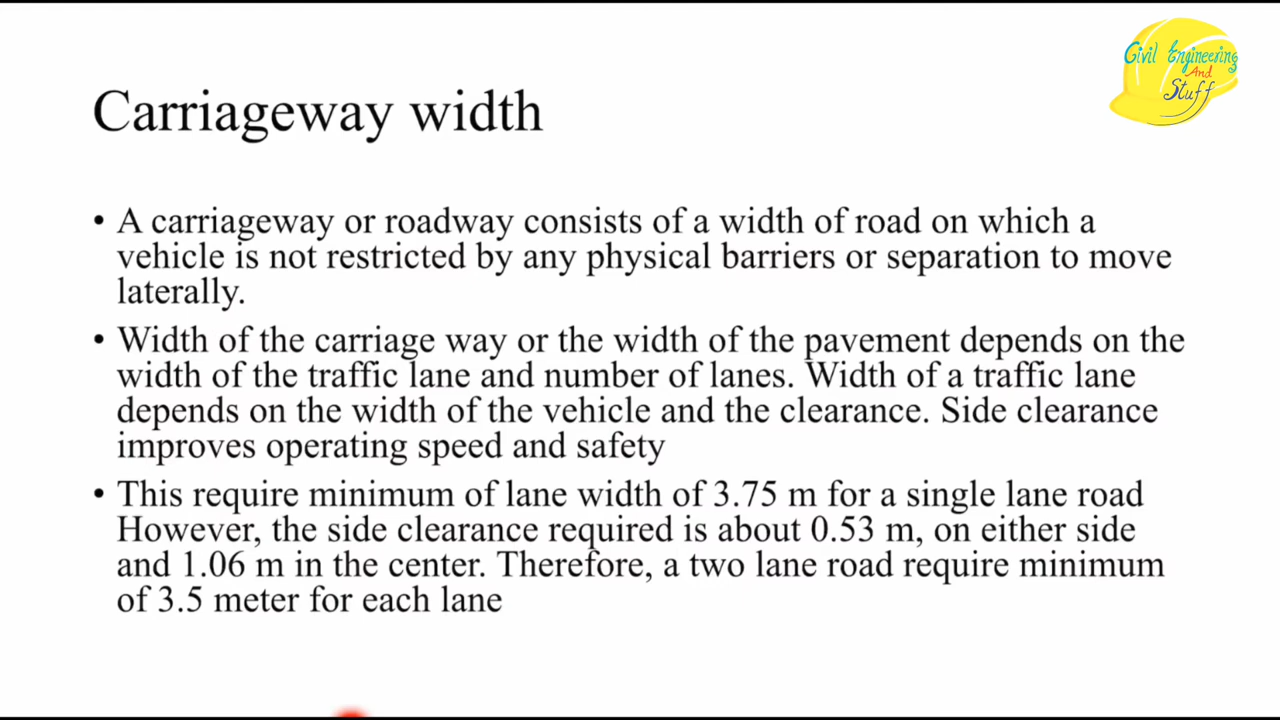 Civil Engineering
And
Stuff
Carriageway width
• A carriageway or roadway consists of a width of road on which a
vehicle is not restricted by any physical barriers or separation to move
laterally.
• Width of the carriage way or the width of the pavement depends on the
width of the traffic lane and number of lanes. Width of a traffic lane
depends on the width of the vehicle and the clearance. Side clearance
improves operating speed and safety
• This require minimum of lane width of 3.75 m for a single lane road
However, the side clearance required is about 0.53 m, on either side
and 1.06 m in the center. Therefore, a two lane road require minimum
of 3.5 meter for each lane